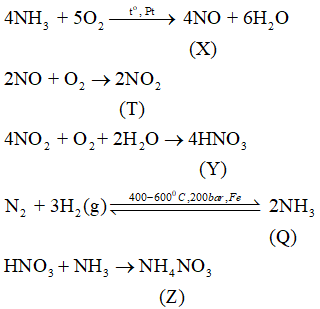 4NH₃ + 5O₂ —t°, Pt→ 4NO + 6H₂O
(X)
2NO + O₂ → 2NO₂
(T)
4NO₂ + O₂ + 2H₂O → 4HNO₃
(Y)
N₂ + 3H₂(g) ⇌ 400–600⁰ C,200bar,Fe 2NH₃
(Q)
HNO₃ + NH₃ → NH₄NO₃
(Z)